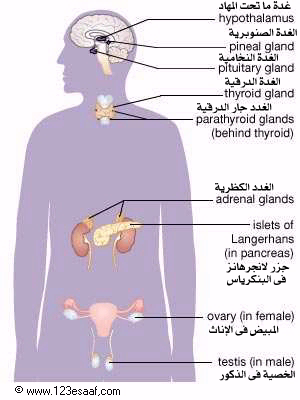 غدة ما تحت المهاد
hypothalamus
الغدة الصنوبرية
pineal gland
الغدة النخامية
pituitary gland
الغدة الدرقية
thyroid gland
الغدد جار الدرقية
parathyroid glands
(behind thyroid)
الغدد الكظرية
adrenal glands
islets of
Langerhans
(in pancreas)
جزر لانجرهانز
فى البنكرياس
ovary (in female)
المبيض فى الإناث
testis (in male)
الخصية فى الذكور
© www.123esaaf.com